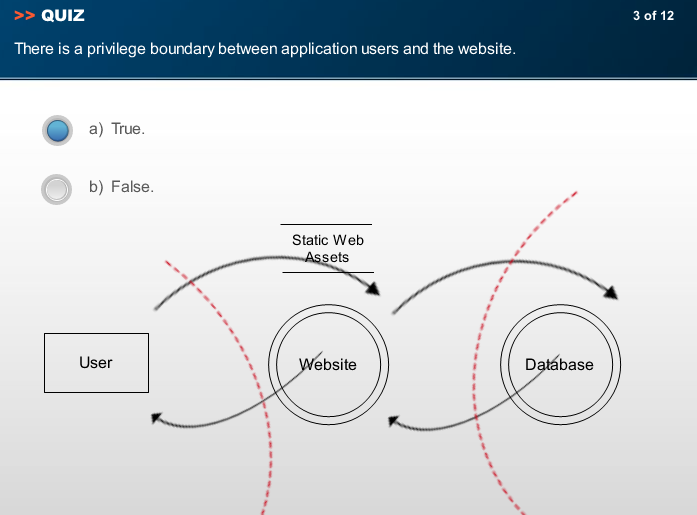 >> QUIZ
3 of 12
There is a privilege boundary between application users and the website.
a) True.
b) False.
Static Web
Assets
User
Website
Database